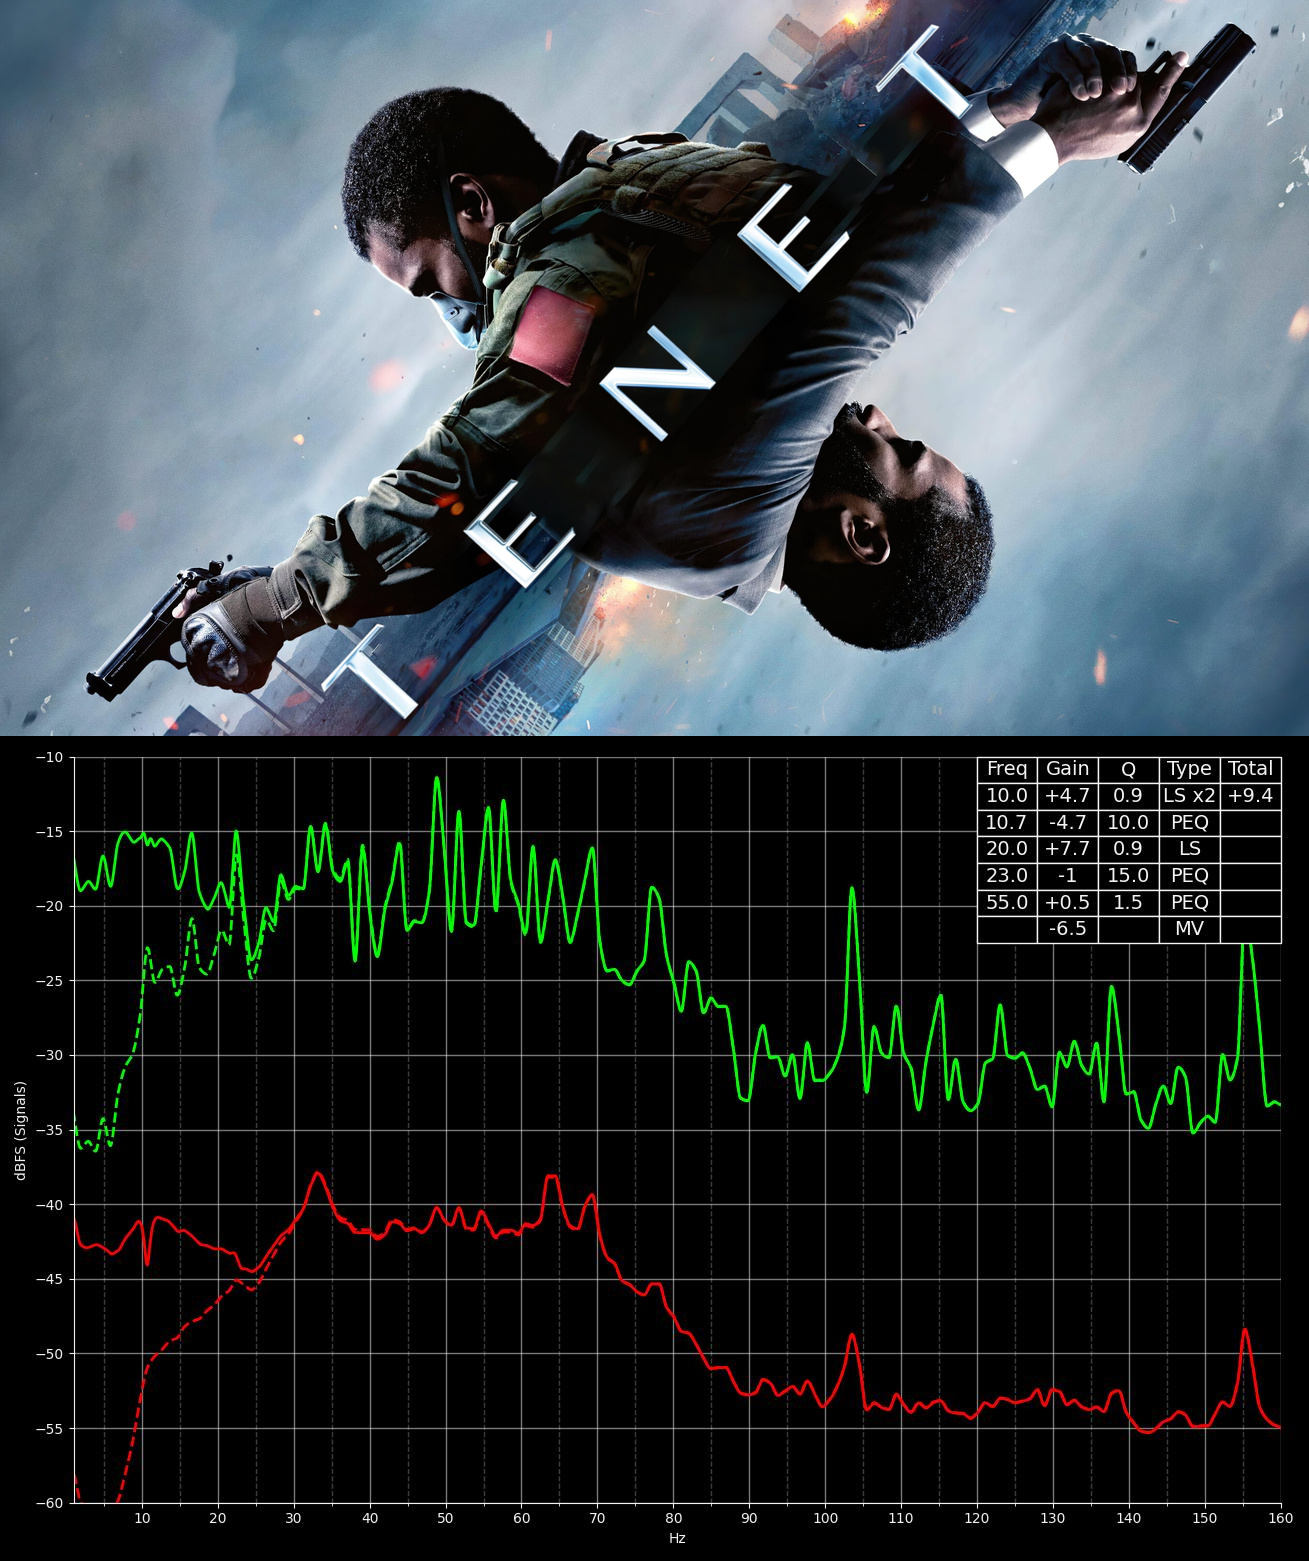 TENET
−10
−15
−20
−25
−30
−35
−40
−45
−50
−55
−60
dBFS (Signals)
Freq Gain Q Type Total
10.0 +4.7 0.9 LS x2 +9.4
10.7 -4.7 10.0 PEQ
20.0 +7.7 0.9 LS
23.0 -1 15.0 PEQ
55.0 +0.5 1.5 PEQ
-6.5 MV
10 20 30 40 50 60 70 80 90 100 110 120 130 140 150 160
Hz